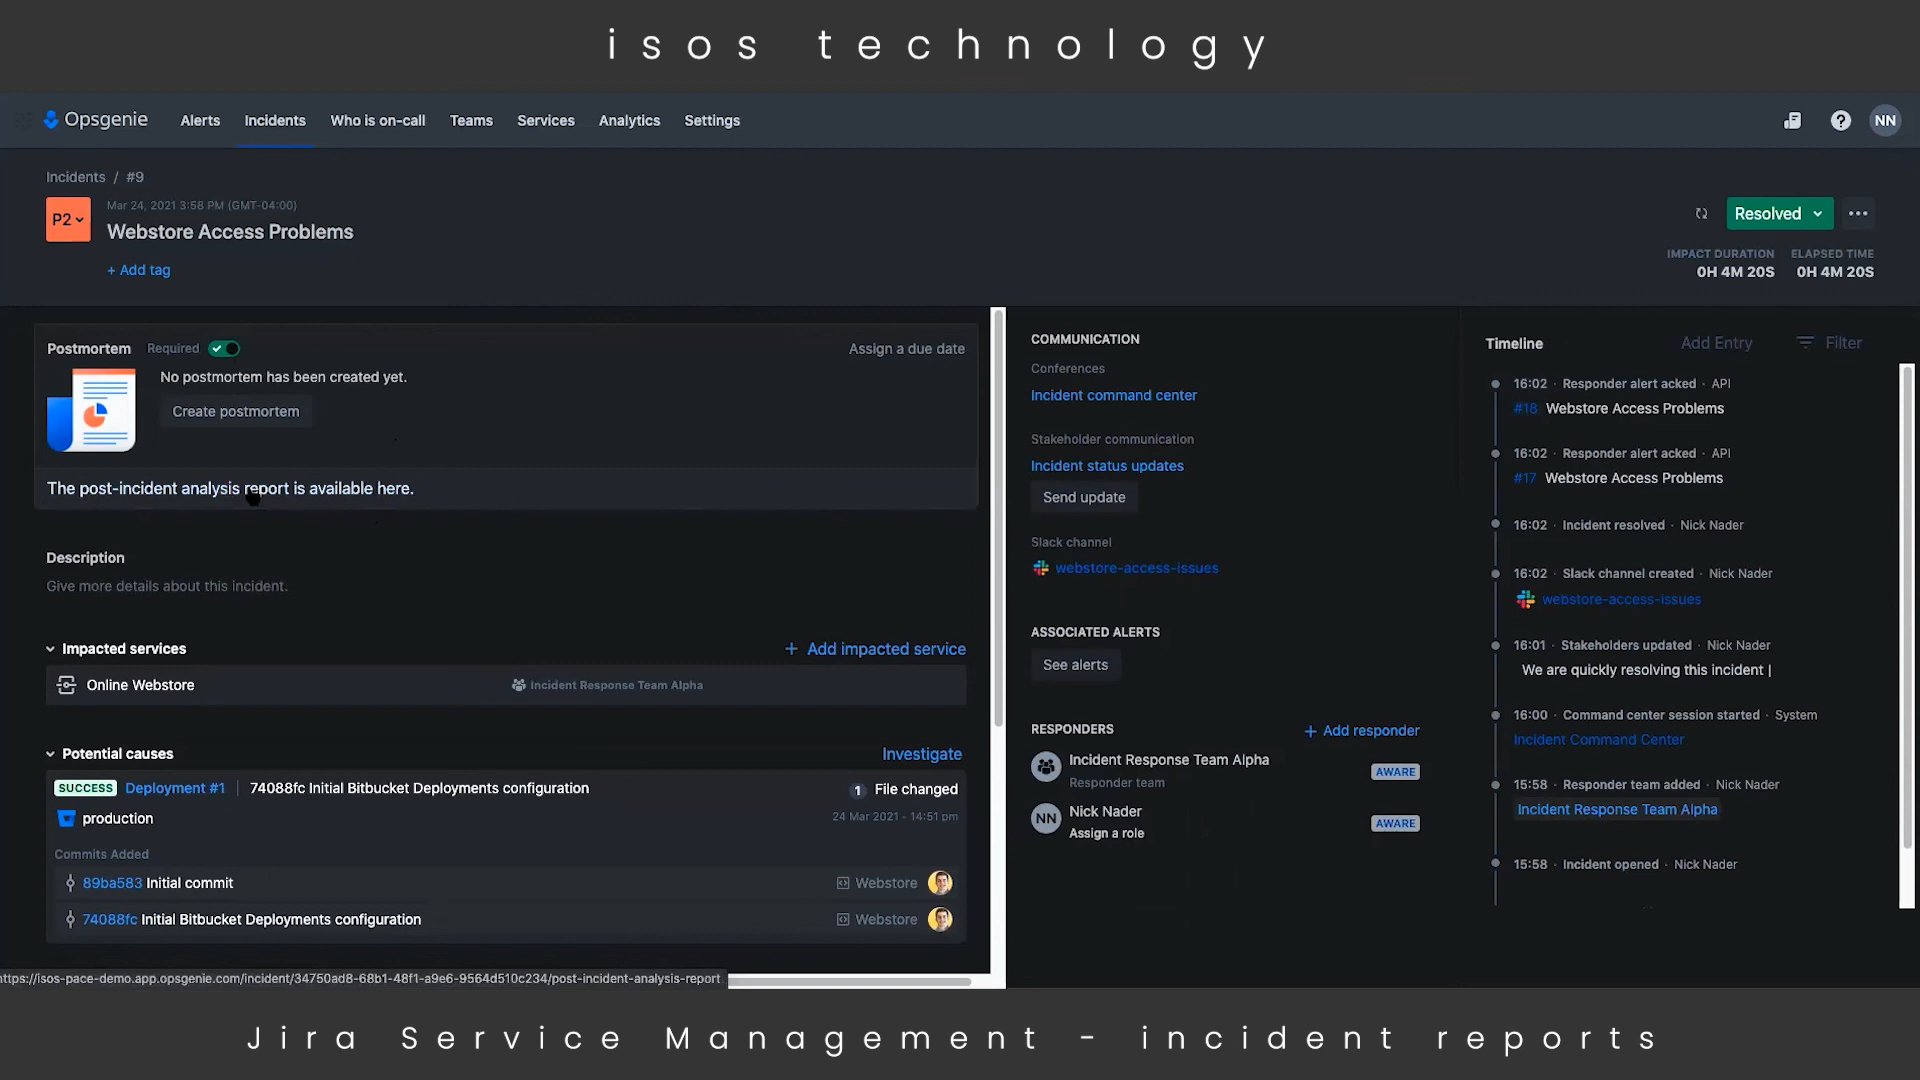 isos technology
Opsgenie Alerts Incidents Who is on-call Teams Services Analytics Settings NN
Incidents / #9
P2
Mar 24, 2021 3:58 PM (GMT-04:00)
Webstore Access Problems
+ Add tag
Resolved
IMPACT DURATION ELAPSED TIME
0H 4M 20S 0H 4M 20S
Postmortem Required Assign a due date
No postmortem has been created yet.
Create postmortem
The post-incident analysis report is available here.
Description
Give more details about this incident.
Impacted services + Add impacted service
Online Webstore Incident Response Team Alpha
Potential causes Investigate
SUCCESS Deployment #1 74088fc Initial Bitbucket Deployments configuration 1 File changed
production 24 Mar 2021 - 14:51 pm
Commits Added
89ba583 Initial commit Webstore
74088fc Initial Bitbucket Deployments configuration Webstore
https://isos-pace-demo.app.opsgenie.com/incident/34750ad8-68b1-48f1-a9e6-9564d510c234/post-incident-analysis-report
COMMUNICATION
Conferences
Incident command center
Stakeholder communication
Incident status updates
Send update
Slack channel
webstore-access-issues
ASSOCIATED ALERTS
See alerts
RESPONDERS + Add responder
Incident Response Team Alpha
Responder team
AWARE
NN Nick Nader
Assign a role
AWARE
Timeline Add Entry Filter
16:02 · Responder alert acked · API
#18 Webstore Access Problems
16:02 · Responder alert acked · API
#17 Webstore Access Problems
16:02 · Incident resolved · Nick Nader
16:02 · Slack channel created · Nick Nader
webstore-access-issues
16:01 · Stakeholders updated · Nick Nader
We are quickly resolving this incident |
16:00 · Command center session started · System
Incident Command Center
15:58 · Responder team added · Nick Nader
Incident Response Team Alpha
15:58 · Incident opened · Nick Nader
Jira Service Management - incident reports